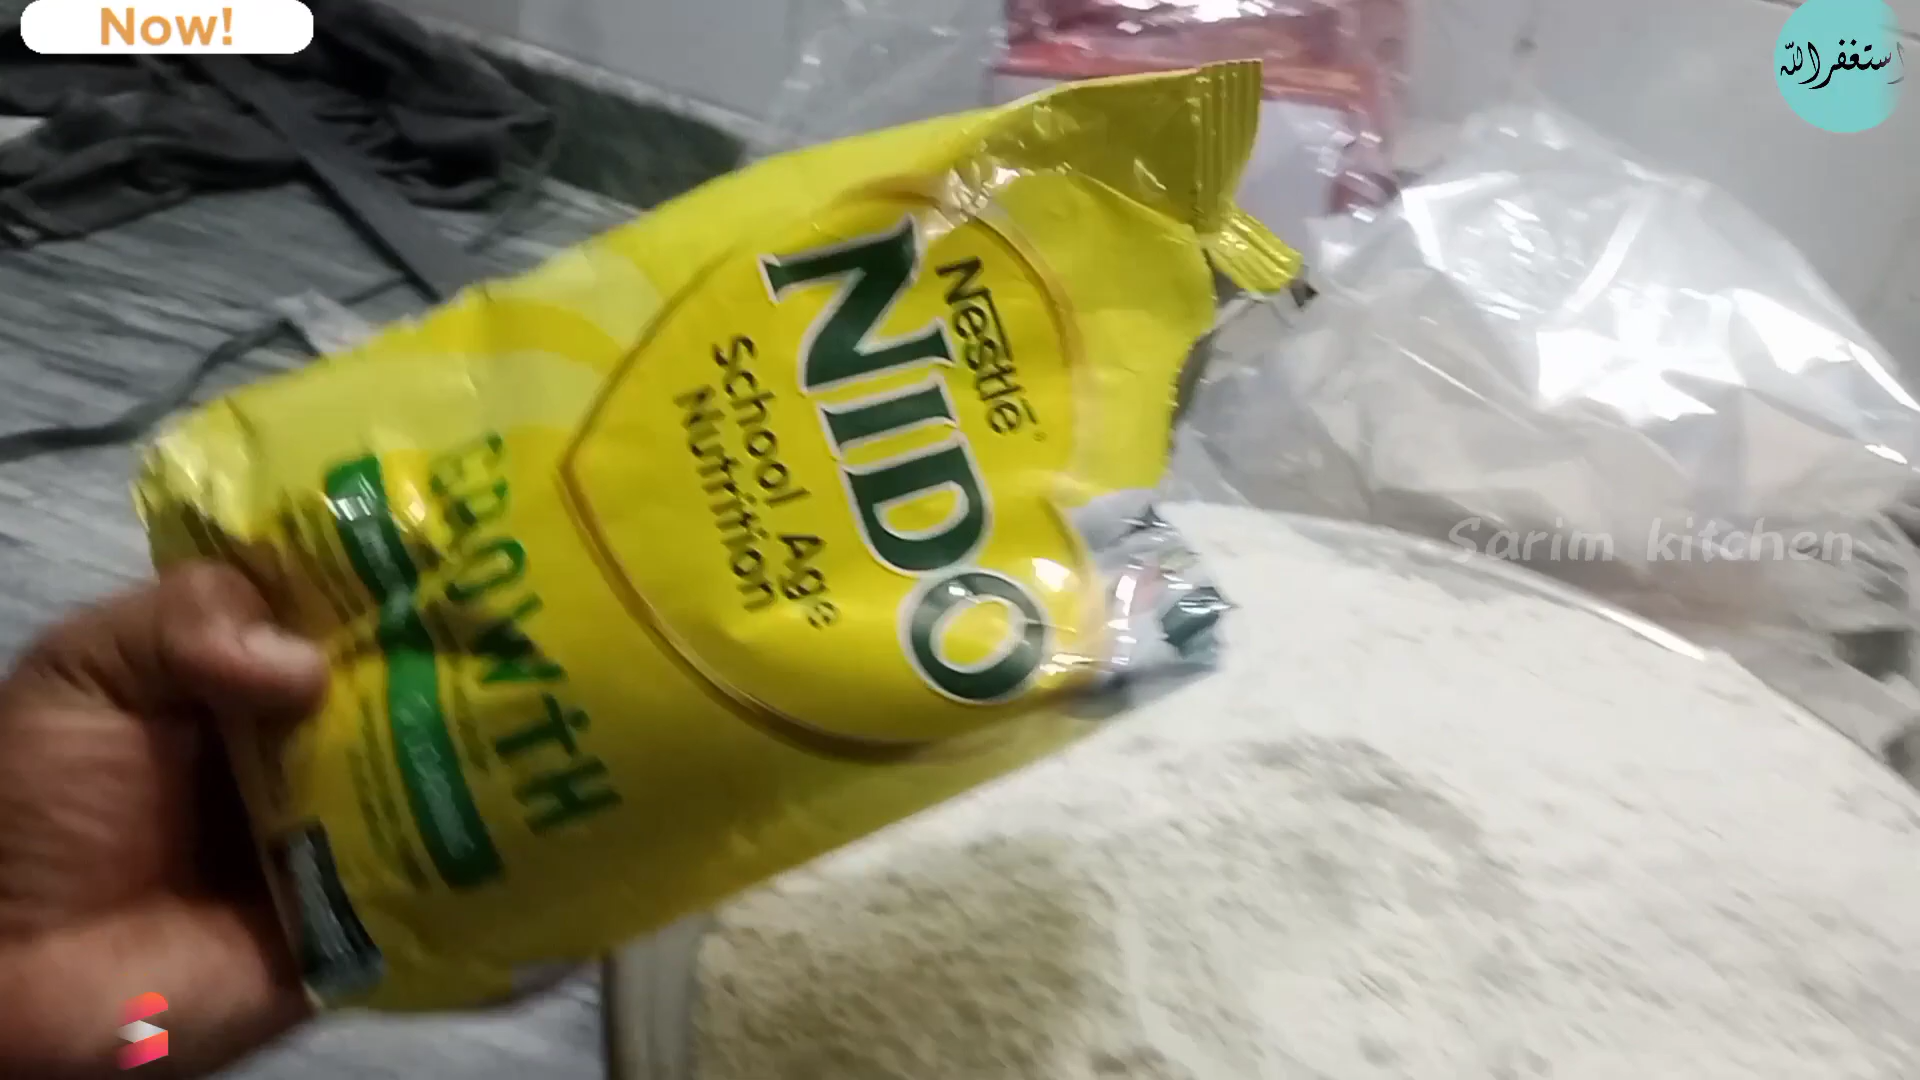 Now!
استغفرالله
Nestlé
NIDO
School Age
Nutrition
GROWTH
Sarim kitchen